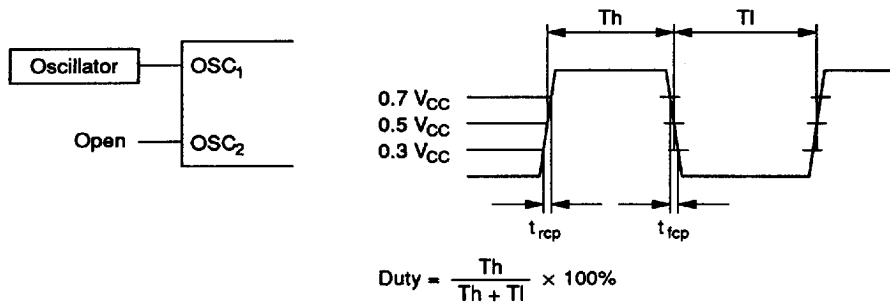 Oscillator
OSC1
Open
OSC2
Th
Tl
0.7 VCC
0.5 VCC
0.3 VCC
trcp
tfcp
Duty = Th / Th + Tl × 100%